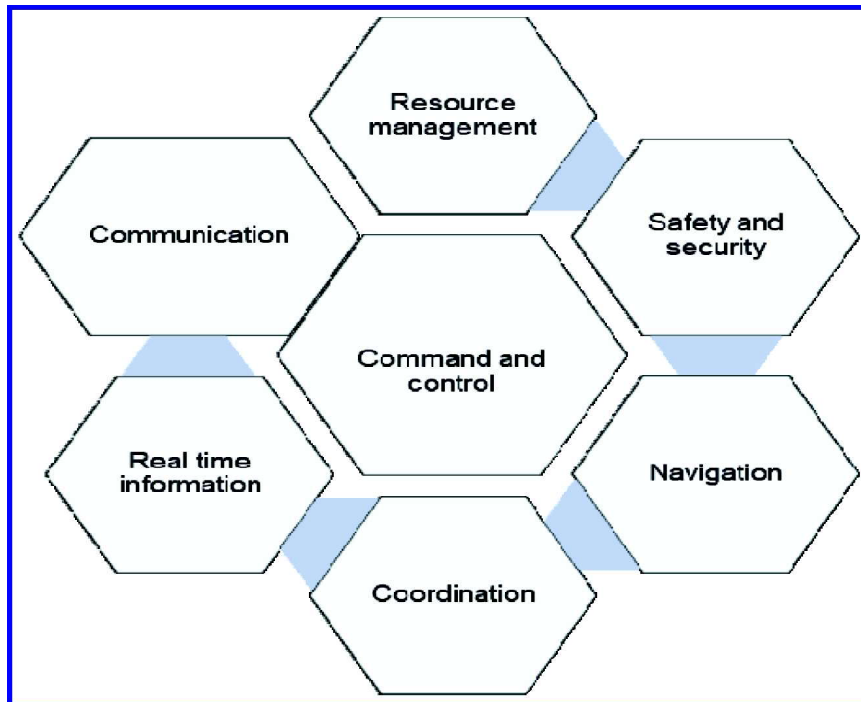 Resource
management
Communication
Safety and
security
Command and
control
Real time
information
Navigation
Coordination